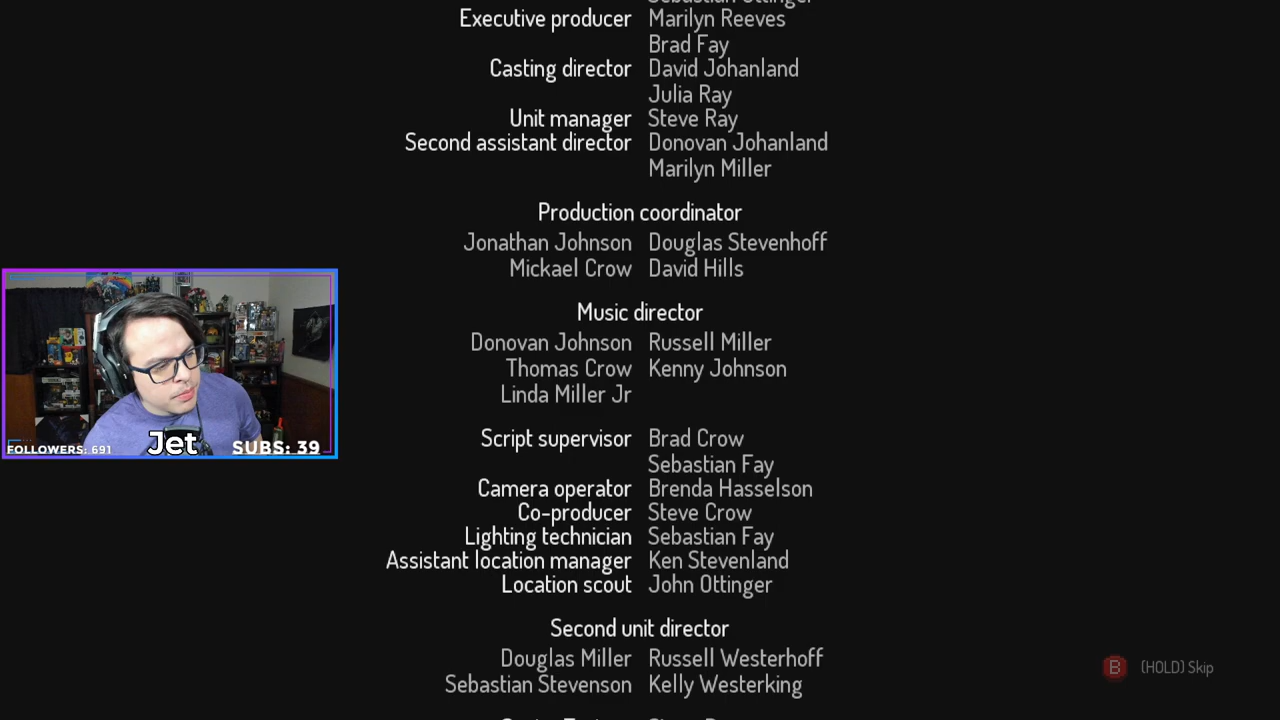 Executive producer Marilyn Reeves
Brad Fay
Casting director David Johanland
Julia Ray
Unit manager Steve Ray
Second assistant director Donovan Johanland
Marilyn Miller
Production coordinator
Jonathan Johnson Douglas Stevenhoff
Mickael Crow David Hills
Music director
Donovan Johnson Russell Miller
Thomas Crow Kenny Johnson
Linda Miller Jr
Script supervisor Brad Crow
Sebastian Fay
Camera operator Brenda Hasselson
Co-producer Steve Crow
Lighting technician Sebastian Fay
Assistant location manager Ken Stevenland
Location scout John Ottinger
Second unit director
Douglas Miller Russell Westerhoff
Sebastian Stevenson Kelly Westerking
FOLLOWERS: 691 Jet SUBS: 39
B [HOLD] Skip